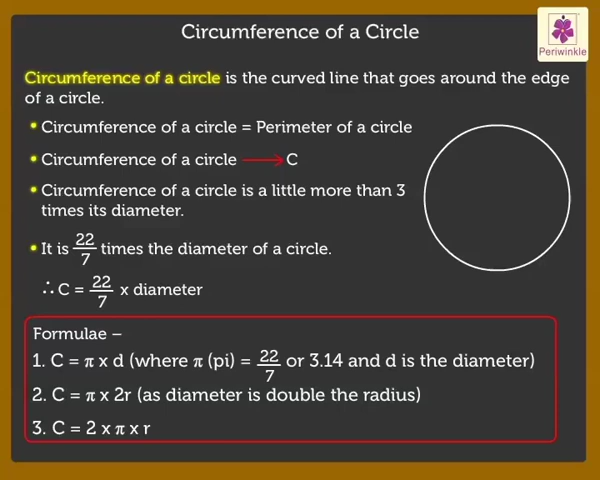 Circumference of a Circle
Periwinkle
Circumference of a circle is the curved line that goes around the edge
of a circle.
• Circumference of a circle = Perimeter of a circle
• Circumference of a circle ⟶ C
• Circumference of a circle is a little more than 3
times its diameter.
• It is 22/7 times the diameter of a circle.
∴ C = 22/7 x diameter
Formulae –
1. C = π x d (where π (pi) = 22/7 or 3.14 and d is the diameter)
2. C = π x 2r (as diameter is double the radius)
3. C = 2 x π x r